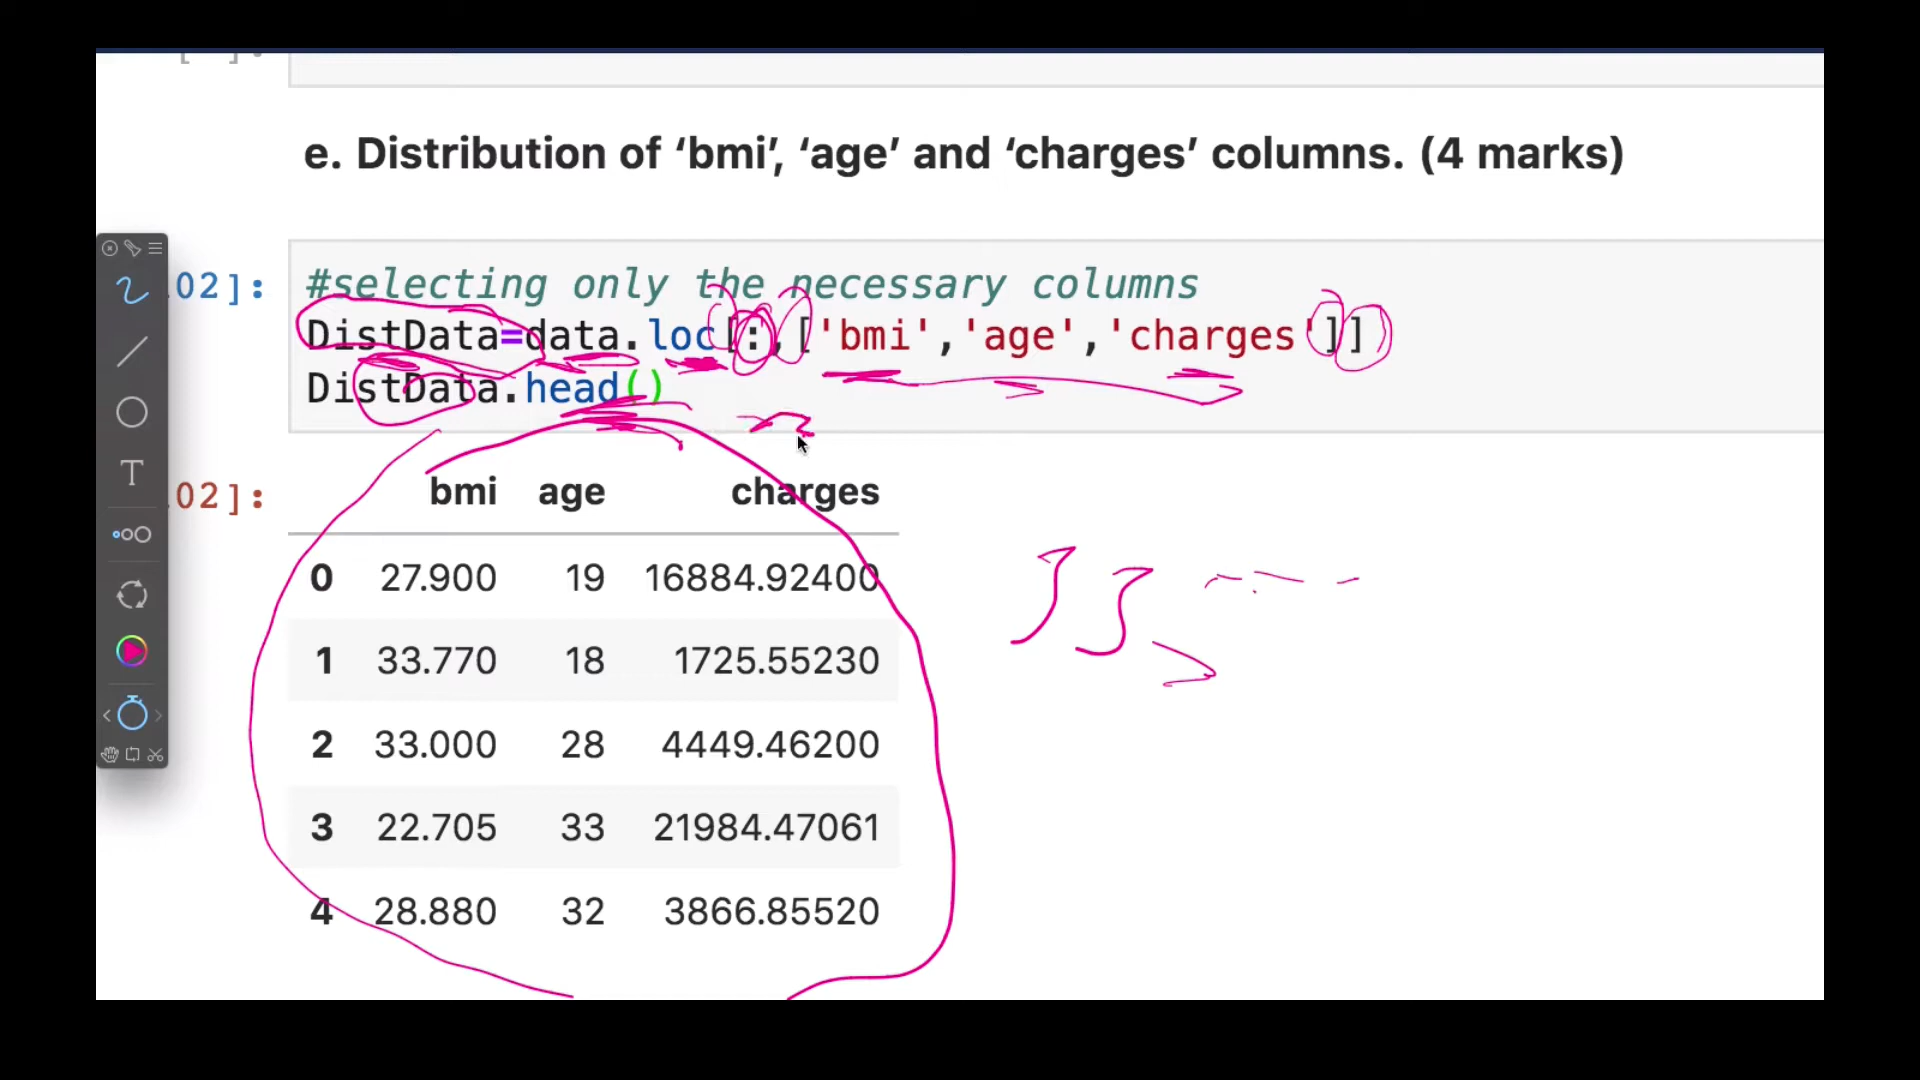 [ ]:
e. Distribution of ‘bmi’, ‘age’ and ‘charges’ columns. (4 marks)
02]:
#selecting only the necessary columns
DistData=data.loc[:,['bmi','age','charges']]
DistData.head()
02]:
bmi age charges
0 27.900 19 16884.92400
1 33.770 18 1725.55230
2 33.000 28 4449.46200
3 22.705 33 21984.47061
4 28.880 32 3866.85520
T